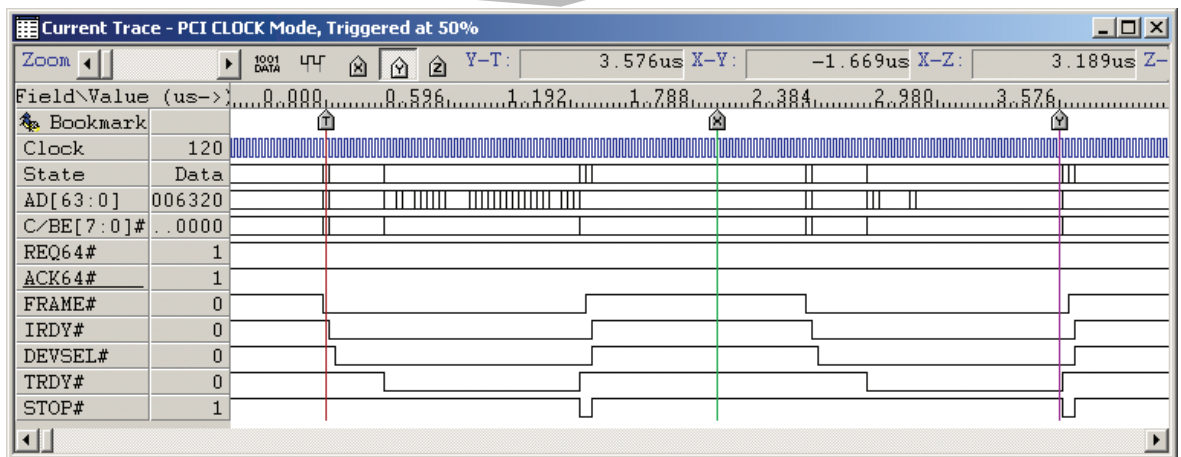 Current Trace - PCI CLOCK Mode, Triggered at 50%
Zoom 1001 DATA X Y Z Y-T: 3.576us X-Y: -1.669us X-Z: 3.189us Z-
Field\Value (us->) 0.000 0.596 1.192 1.788 2.384 2.980 3.576
Bookmark T X Y
Clock 120
State Data
AD[63:0] 006320
C/BE[7:0]# ..0000
REQ64# 1
ACK64# 1
FRAME# 0
IRDY# 0
DEVSEL# 0
TRDY# 0
STOP# 1